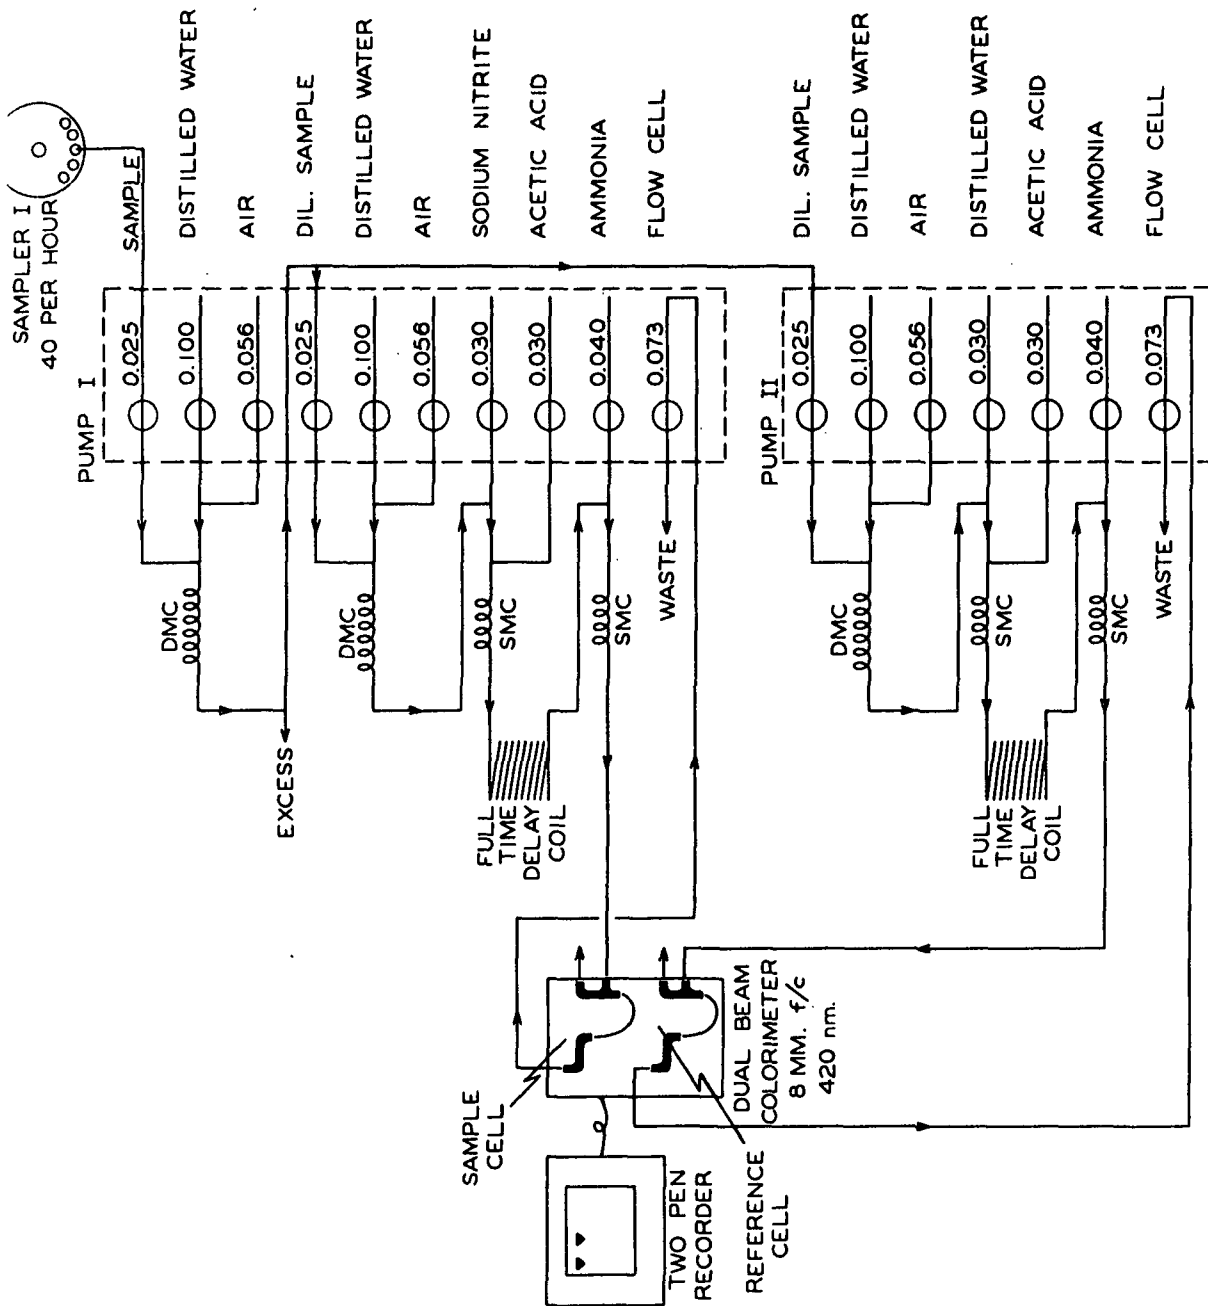 SAMPLER I
40 PER HOUR
PUMP I
0.025 SAMPLE
0.100 DISTILLED WATER
0.056 AIR
0.025 DIL. SAMPLE
0.100 DISTILLED WATER
0.056 AIR
0.030 SODIUM NITRITE
0.030 ACETIC ACID
0.040 AMMONIA
0.073 FLOW CELL
DMC
EXCESS
DMC
SMC
FULL
TIME
DELAY
COIL
SMC
WASTE
PUMP II
0.025 DIL. SAMPLE
0.100 DISTILLED WATER
0.056 AIR
0.030 DISTILLED WATER
0.030 ACETIC ACID
0.040 AMMONIA
0.073 FLOW CELL
DMC
SMC
FULL
TIME
DELAY
COIL
SMC
WASTE
SAMPLE
CELL
DUAL BEAM
COLORIMETER
8 MM. f/c
420 nm.
TWO PEN
RECORDER
REFERENCE
CELL